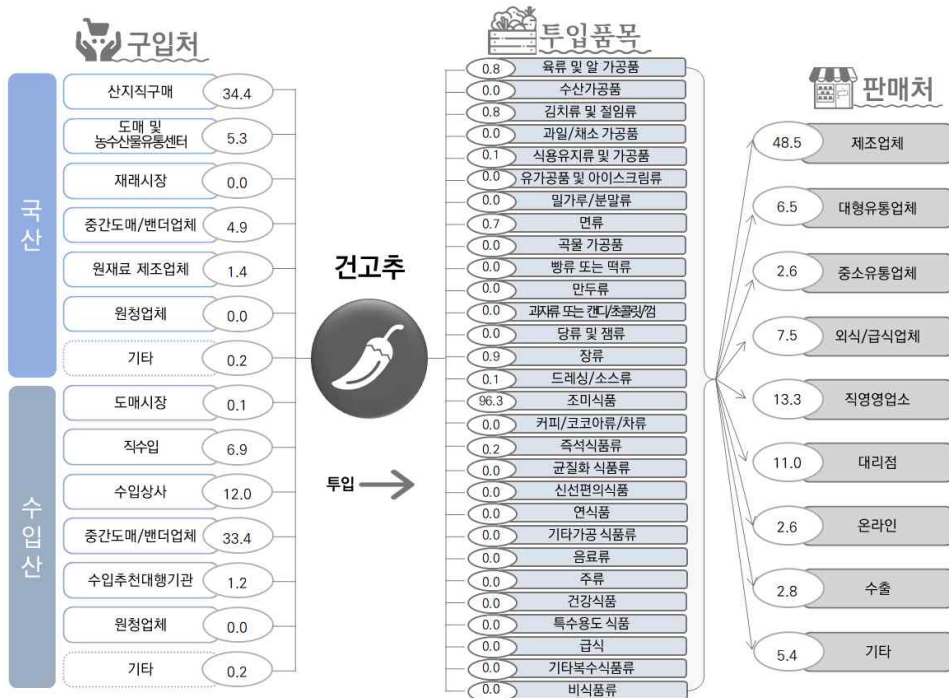 구입처
국산
산지직구매 34.4
도매 및
농수산물유통센터 5.3
재래시장 0.0
중간도매/밴더업체 4.9
원재료 제조업체 1.4
원청업체 0.0
기타 0.2
수입산
도매시장 0.1
직수입 6.9
수입상사 12.0
중간도매/밴더업체 33.4
수입추천대행기관 1.2
원청업체 0.0
기타 0.2
건고추
투입
투입품목
0.8 육류 및 알 가공품
0.0 수산가공품
0.8 김치류 및 절임류
0.0 과일/채소 가공품
0.1 식용유지류 및 가공품
0.0 유가공품 및 아이스크림류
0.0 밀가루/분말류
0.7 면류
0.0 곡물 가공품
0.0 빵류 또는 떡류
0.0 만두류
0.0 과자류 또는 캔디/초콜릿/껌
0.0 당류 및 잼류
0.9 장류
0.1 드레싱/소스류
96.3 조미식품
0.0 커피/코코아류/차류
0.2 즉석식품류
0.0 균질화 식품류
0.0 신선편의식품
0.0 연식품
0.0 기타가공 식품류
0.0 음료류
0.0 주류
0.0 건강식품
0.0 특수용도 식품
0.0 급식
0.0 기타복수식품류
0.0 비식품류
판매처
48.5 제조업체
6.5 대형유통업체
2.6 중소유통업체
7.5 외식/급식업체
13.3 직영영업소
11.0 대리점
2.6 온라인
2.8 수출
5.4 기타